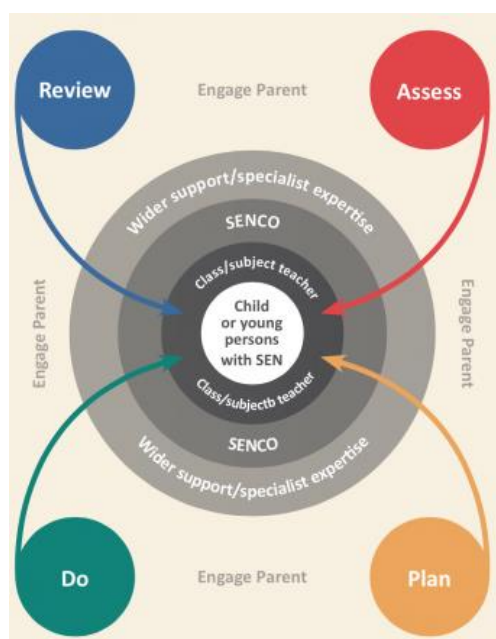 Review
Engage Parent
Assess
Wider support/specialist expertise
SENCO
Class/subject teacher
Engage Parent
Child
or young
persons
with SEN
Engage Parent
Class/subjectb teacher
SENCO
Wider support/specialist expertise
Do
Engage Parent
Plan